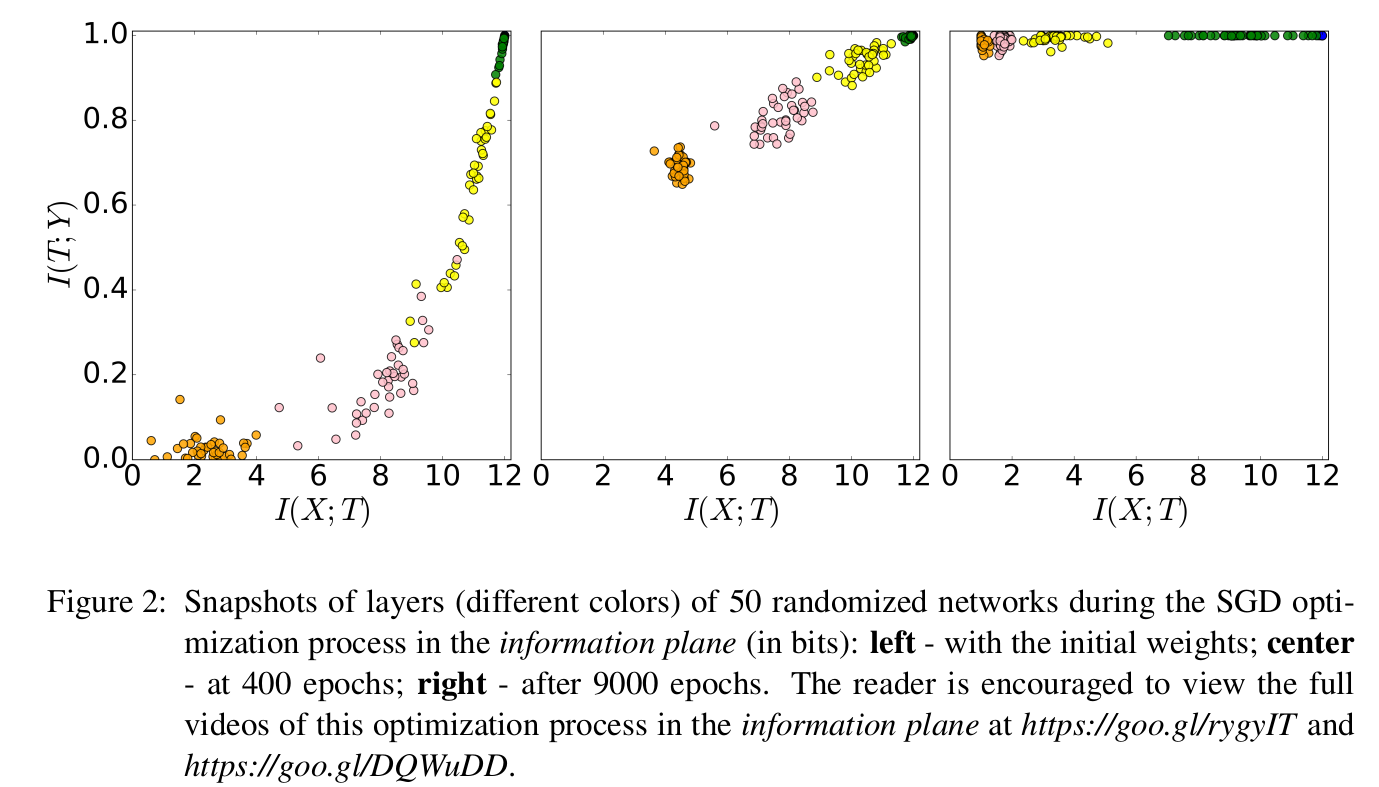 1.0
0.8
0.6
0.4
0.2
0.0
I(T; Y)
0 2 4 6 8 10 12
0 2 4 6 8 10 12
0 2 4 6 8 10 12
I(X; T)
I(X; T)
I(X; T)
Figure 2: Snapshots of layers (different colors) of 50 randomized networks during the SGD opti-
mization process in the information plane (in bits): left - with the initial weights; center
- at 400 epochs; right - after 9000 epochs. The reader is encouraged to view the full
videos of this optimization process in the information plane at https://goo.gl/rygyIT and
https://goo.gl/DQWuDD.